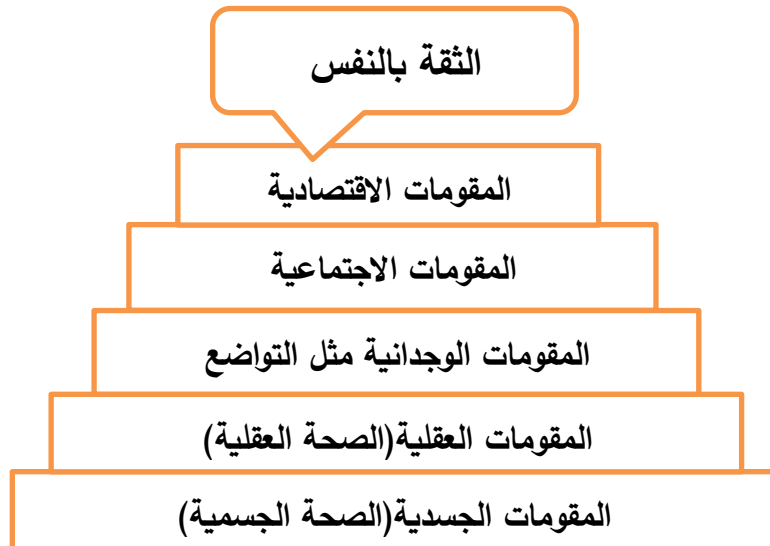 الثقة بالنفس
المقومات الاقتصادية
المقومات الاجتماعية
المقومات الوجدانية مثل التواضع
المقومات العقلية(الصحة العقلية)
المقومات الجسدية(الصحة الجسمية)